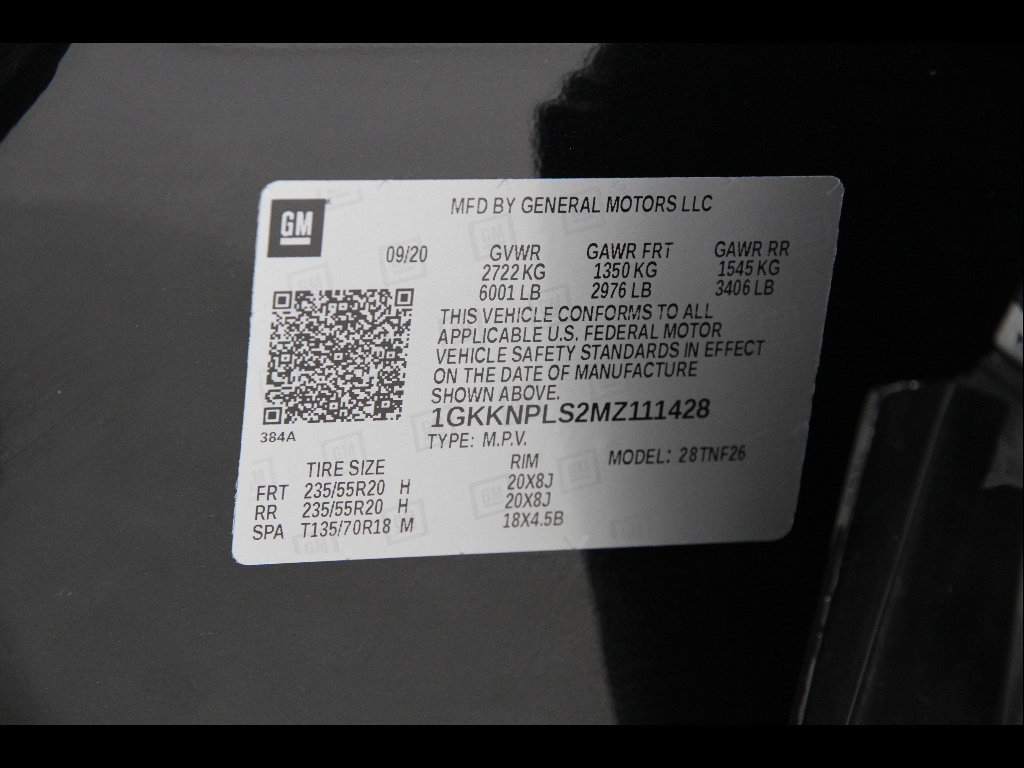 GM
MFD BY GENERAL MOTORS LLC
09/20 GVWR GAWR FRT GAWR RR
2722 KG 1350 KG 1545 KG
6001 LB 2976 LB 3406 LB
THIS VEHICLE CONFORMS TO ALL
APPLICABLE U.S. FEDERAL MOTOR
VEHICLE SAFETY STANDARDS IN EFFECT
ON THE DATE OF MANUFACTURE
SHOWN ABOVE.
1GKKNPLS2MZ111428
384A
TYPE: M.P.V.
TIRE SIZE RIM MODEL: 28TNF26
FRT 235/55R20 H 20X8J
RR 235/55R20 H 20X8J
SPA T135/70R18 M 18X4.5B